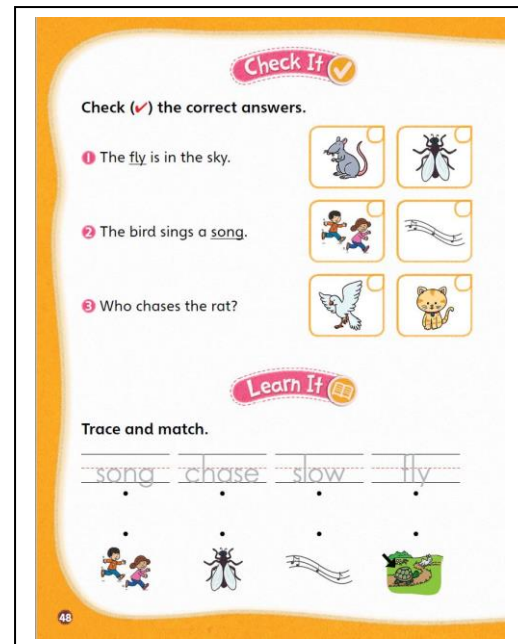 Check It
Check (✔) the correct answers.
1 The fly is in the sky.
2 The bird sings a song.
3 Who chases the rat?
Learn It
Trace and match.
song chase slow fly
48